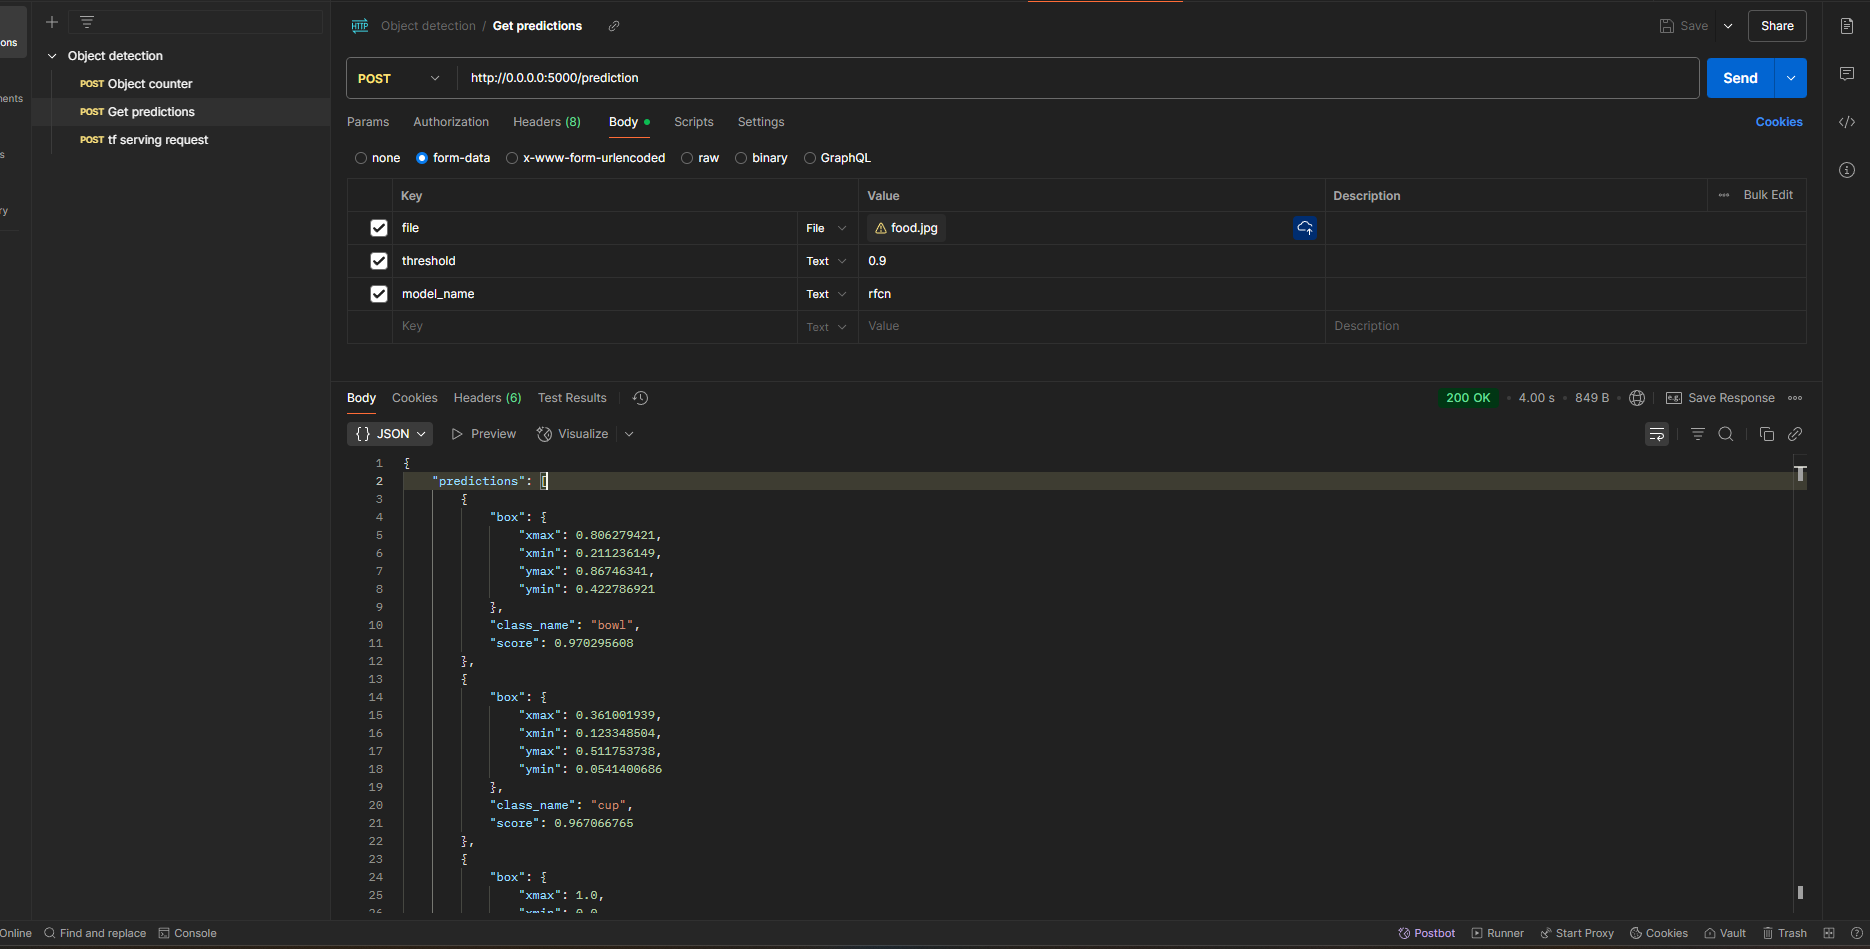 ons
ents
s
ry
Object detection
POST Object counter
POST Get predictions
POST tf serving request
HTTP Object detection / Get predictions
Save
Share
POST
http://0.0.0.0:5000/prediction
Send
Params Authorization Headers (8) Body Scripts Settings
Cookies
none form-data x-www-form-urlencoded raw binary GraphQL
Key Value Description Bulk Edit
file File food.jpg
threshold Text 0.9
model_name Text rfcn
Key Text Value Description
Body Cookies Headers (6) Test Results
200 OK 4.00 s 849 B e.g. Save Response
{} JSON Preview Visualize
1 {
2 "predictions": [
3 {
4 "box": {
5 "xmax": 0.806279421,
6 "xmin": 0.211236149,
7 "ymax": 0.86746341,
8 "ymin": 0.422786921
9 },
10 "class_name": "bowl",
11 "score": 0.970295608
12 },
13 {
14 "box": {
15 "xmax": 0.361001939,
16 "xmin": 0.123348504,
17 "ymax": 0.511753738,
18 "ymin": 0.0541400686
19 },
20 "class_name": "cup",
21 "score": 0.967066765
22 },
23 {
24 "box": {
25 "xmax": 1.0,
26 "xmin": 0.0
Online Find and replace Console
Postbot Runner Start Proxy Cookies Vault Trash